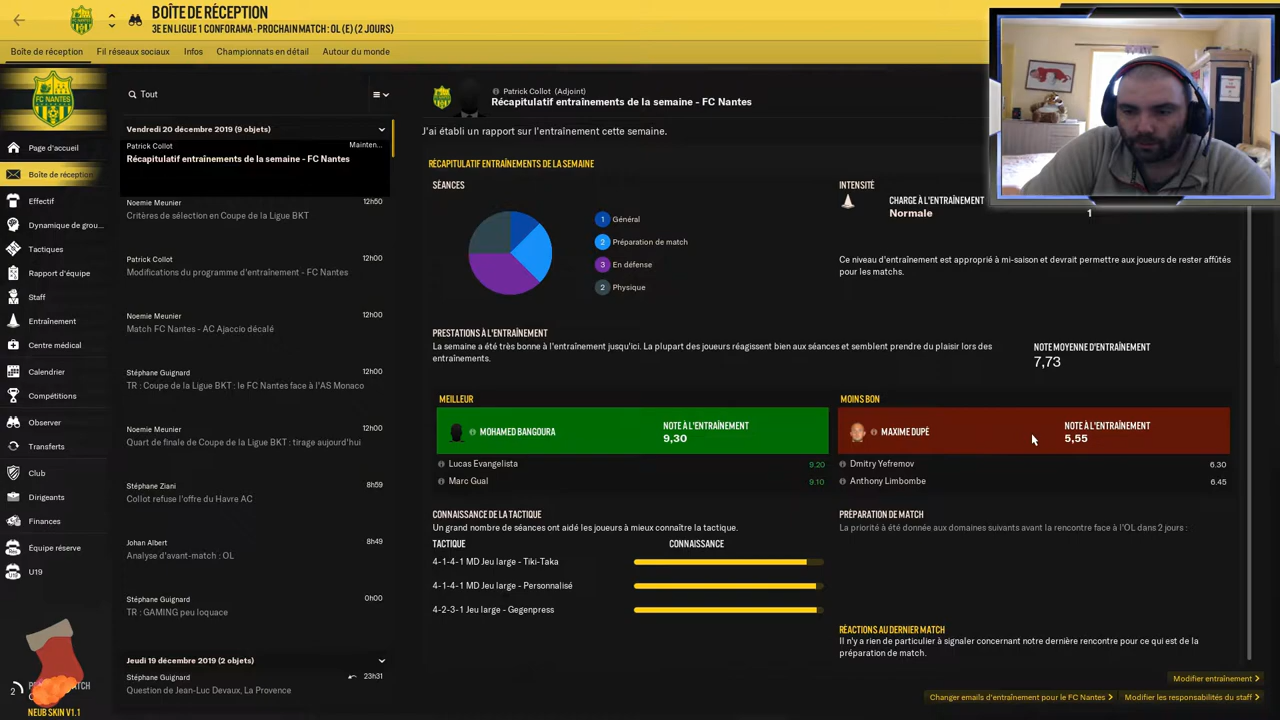 BOÎTE DE RÉCEPTION
3E EN LIGUE 1 CONFORAMA - PROCHAIN MATCH : OL (E) (2 JOURS)
Boîte de réception
Fil réseaux sociaux
Infos
Championnats en détail
Autour du monde
FC NANTES
Page d'accueil
Boîte de réception
Effectif
Dynamique de grou...
Tactiques
Rapport d'équipe
Staff
Entraînement
Centre médical
Calendrier
Compétitions
Observer
Transferts
Club
Dirigeants
Finances
Équipe réserve
U19
2
NEUB SKIN V1.1
Tout
Vendredi 20 décembre 2019 (9 objets)
Patrick Collot
Mainten...
Récapitulatif entraînements de la semaine - FC Nantes
Noemie Meunier
12h50
Critères de sélection en Coupe de la Ligue BKT
Patrick Collot
12h00
Modifications du programme d'entraînement - FC Nantes
Noemie Meunier
12h00
Match FC Nantes - AC Ajaccio décalé
Stéphane Guignard
12h00
TR : Coupe de la Ligue BKT : le FC Nantes face à l'AS Monaco
Noemie Meunier
12h00
Quart de finale de Coupe de la Ligue BKT : tirage aujourd'hui
Stéphane Ziani
8h59
Collot refuse l'offre du Havre AC
Johan Albert
8h49
Analyse d'avant-match : OL
Stéphane Guignard
0h00
TR : GAMING peu loquace
Jeudi 19 décembre 2019 (2 objets)
Stéphane Guignard
23h31
Question de Jean-Luc Devaux, La Provence
Patrick Collot (Adjoint)
Récapitulatif entraînements de la semaine - FC Nantes
J'ai établi un rapport sur l'entraînement cette semaine.
RÉCAPITULATIF ENTRAÎNEMENTS DE LA SEMAINE
SÉANCES
1 Général
2 Préparation de match
3 En défense
2 Physique
INTENSITÉ
CHARGE À L'ENTRAÎNEMENT
Normale
1
Ce niveau d'entraînement est approprié à mi-saison et devrait permettre aux joueurs de rester affûtés
pour les matchs.
PRESTATIONS À L'ENTRAÎNEMENT
La semaine a été très bonne à l'entraînement jusqu'ici. La plupart des joueurs réagissent bien aux séances et semblent prendre du plaisir lors des
entraînements.
NOTE MOYENNE D'ENTRAÎNEMENT
7,73
MEILLEUR
MOHAMED BANGOURA
NOTE À L'ENTRAÎNEMENT
9,30
Lucas Evangelista
9.20
Marc Gual
9.10
MOINS BON
MAXIME DUPÉ
NOTE À L'ENTRAÎNEMENT
5,55
Dmitry Yefremov
6.30
Anthony Limbombe
6.45
CONNAISSANCE DE LA TACTIQUE
Un grand nombre de séances ont aidé les joueurs à mieux connaître la tactique.
TACTIQUE
CONNAISSANCE
4-1-4-1 MD Jeu large - Tiki-Taka
4-1-4-1 MD Jeu large - Personnalisé
4-2-3-1 Jeu large - Gegenpress
PRÉPARATION DE MATCH
La priorité a été donnée aux domaines suivants avant la rencontre face à l'OL dans 2 jours :
RÉACTIONS AU DERNIER MATCH
Il n'y a rien de particulier à signaler concernant notre dernière rencontre pour ce qui est de la
préparation de match.
Modifier entraînement
Changer emails d'entraînement pour le FC Nantes
Modifier les responsabilités du staff